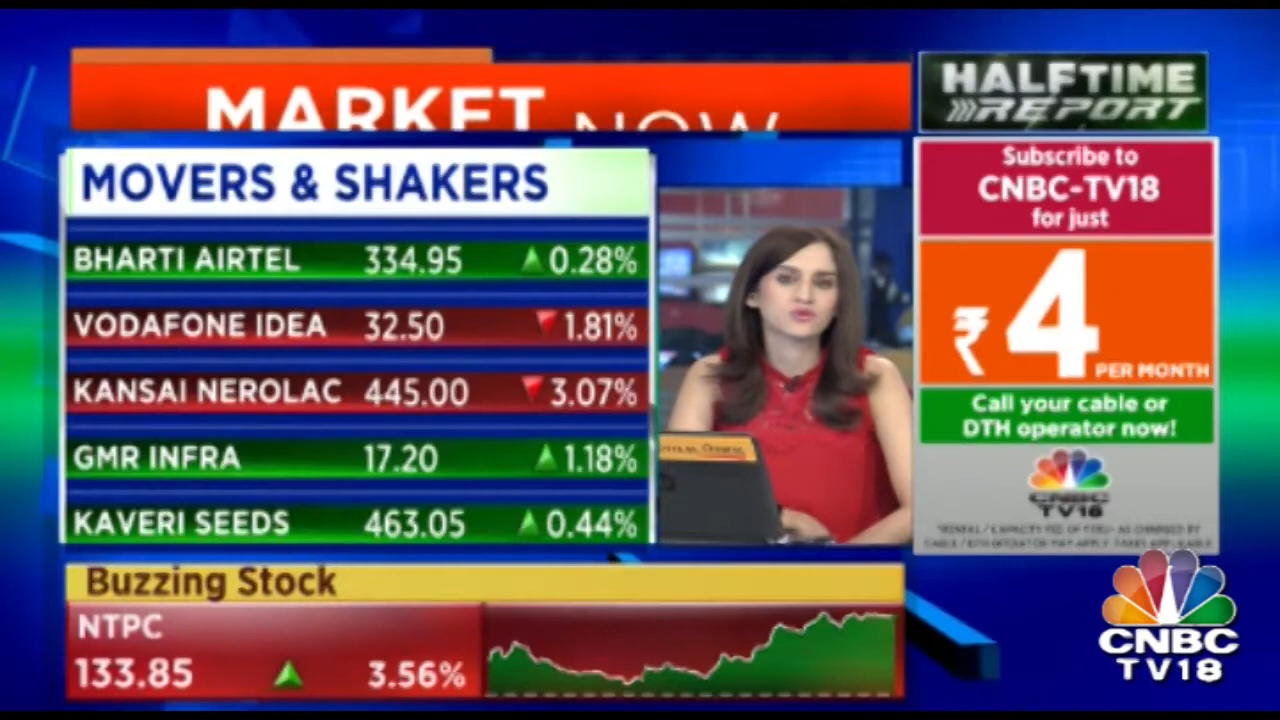 MARKET NOW
HALFTIME
REPORT
MOVERS & SHAKERS
BHARTI AIRTEL 334.95 0.28%
VODAFONE IDEA 32.50 1.81%
KANSAI NEROLAC 445.00 3.07%
GMR INFRA 17.20 1.18%
KAVERI SEEDS 463.05 0.44%
Subscribe to
CNBC-TV18
for just
₹4
PER MONTH
Call your cable or
DTH operator now!
CNBC
TV18
Buzzing Stock
NTPC
133.85 3.56%
CNBC
TV18